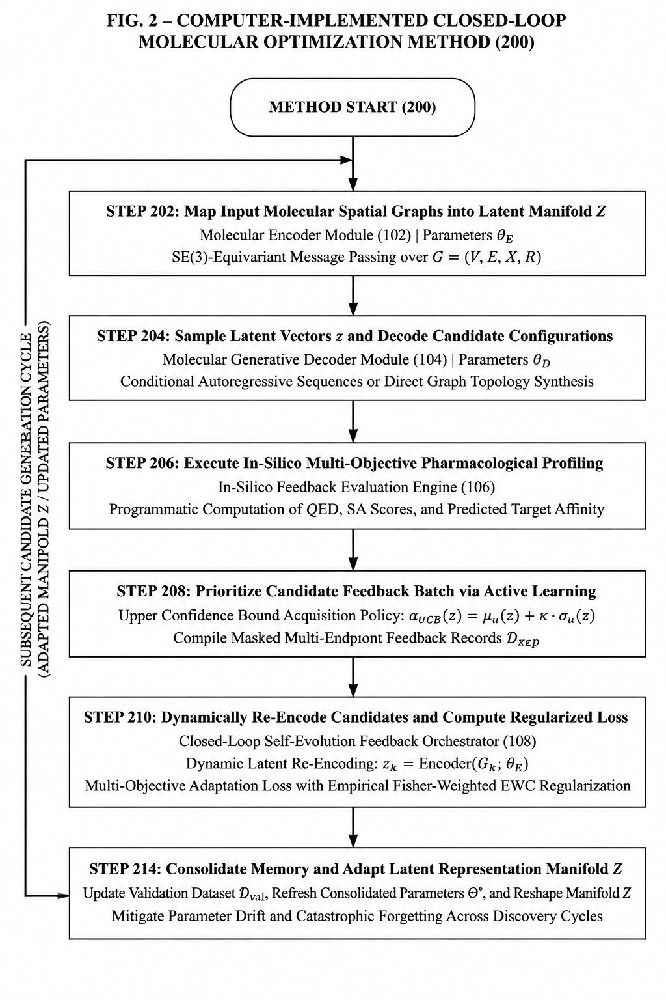 FIG. 2 – COMPUTER-IMPLEMENTED CLOSED-LOOP
MOLECULAR OPTIMIZATION METHOD (200)
METHOD START (200)
STEP 202: Map Input Molecular Spatial Graphs into Latent Manifold Z
Molecular Encoder Module (102) | Parameters θ_E
SE(3)-Equivariant Message Passing over G = (V, E, X, R)
STEP 204: Sample Latent Vectors z and Decode Candidate Configurations
Molecular Generative Decoder Module (104) | Parameters θ_D
Conditional Autoregressive Sequences or Direct Graph Topology Synthesis
STEP 206: Execute In-Silico Multi-Objective Pharmacological Profiling
In-Silico Feedback Evaluation Engine (106)
Programmatic Computation of QED, SA Scores, and Predicted Target Affinity
STEP 208: Prioritize Candidate Feedback Batch via Active Learning
Upper Confidence Bound Acquisition Policy: α_UCB(z) = μ_u(z) + κ · σ_u(z)
Compile Masked Multi-Endpoint Feedback Records
STEP 210: Dynamically Re-Encode Candidates and Compute Regularized Loss
Closed-Loop Self-Evolution Feedback Orchestrator (108)
Dynamic Latent Re-Encoding: z_k = Encoder(G_k; θ_E)
Multi-Objective Adaptation Loss with Empirical Fisher-Weighted EWC Regularization
STEP 214: Consolidate Memory and Adapt Latent Representation Manifold Z
Update Validation Dataset D_val, Refresh Consolidated Parameters Θ*, and Reshape Manifold Z
Mitigate Parameter Drift and Catastrophic Forgetting Across Discovery Cycles
SUBSEQUENT CANDIDATE GENERATION CYCLE
(ADAPTED MANIFOLD Z / UPDATED PARAMETERS)